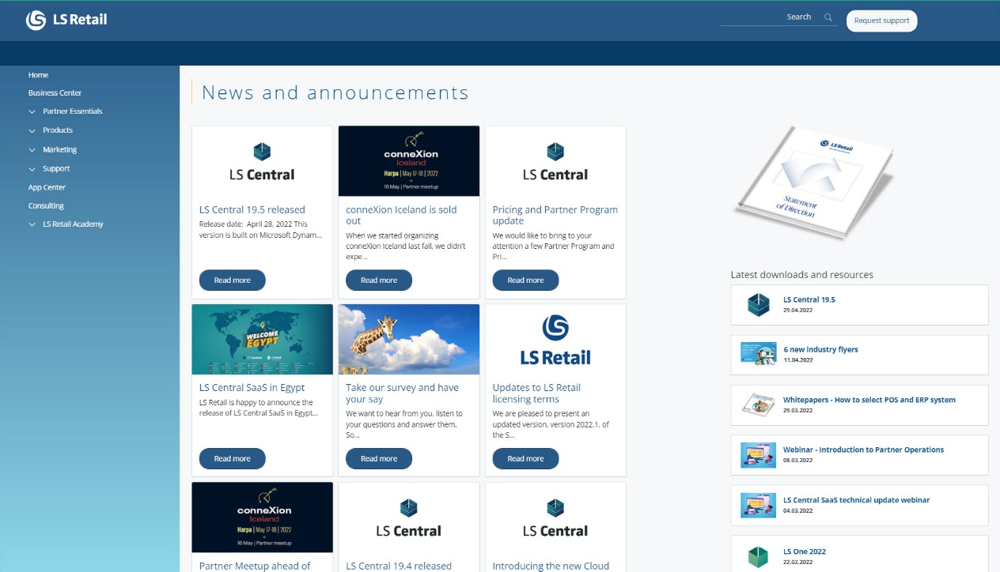 LS Retail
Search
Request support
Home
Business Center
Partner Essentials
Products
Marketing
Support
App Center
Consulting
LS Retail Academy
News and announcements
LS Central
LS Central 19.5 released
Release date: April 28, 2022 This
version is built on Microsoft Dynam...
Read more
conneXion
Iceland
Harpa | May 17-18 | 2022
+
16 May | Partner meetup
conneXion Iceland is sold
out
When we started organizing
conneXion Iceland last fall, we didn't
expe...
Read more
LS Central
Pricing and Partner Program
update
We would like to bring to your
attention a few Partner Program and
Pri...
Read more
WELCOME
EGYPT
LS Central
LS Retail
LS Central SaaS in Egypt
LS Retail is happy to announce the
release of LS Central SaaS in Egypt...
Read more
Take our survey and have
your say
We want to hear from you, listen to
your questions and answer them.
So...
Read more
LS Retail
Updates to LS Retail
licensing terms
We are pleased to present an
updated version, version 2022.1, of
the S...
Read more
conneXion
Iceland
Harpa | May 17-18 | 2022
+
16 May | Partner meetup
Partner Meetup ahead of
LS Central
LS Central 19.4 released
LS Central
Introducing the new Cloud
LS Retail
Statement
of Direction
Latest downloads and resources
LS Central 19.5
29.04.2022
6 new industry flyers
11.04.2022
Whitepapers - How to select POS and ERP system
29.03.2022
Webinar - Introduction to Partner Operations
08.03.2022
LS Central SaaS technical update webinar
04.03.2022
LS One 2022
22.02.2022